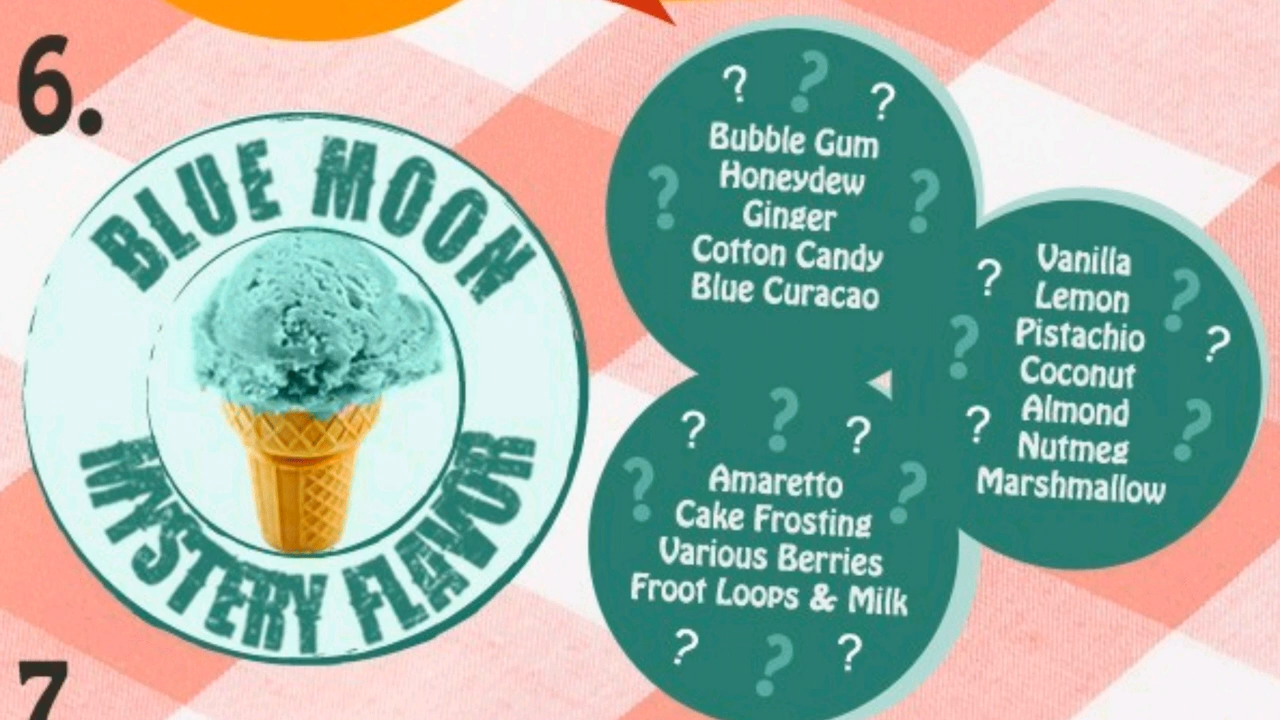 6.
BLUE MOON
MYSTERY FLAVOR
? ? ?
Bubble Gum
? Honeydew ?
Ginger
Cotton Candy
Blue Curacao
Vanilla
? Lemon ?
? Pistachio ?
Coconut
? Almond ?
Nutmeg
Marshmallow
? ? ?
? Amaretto ?
Cake Frosting
Various Berries
Froot Loops & Milk
? ? ?
7